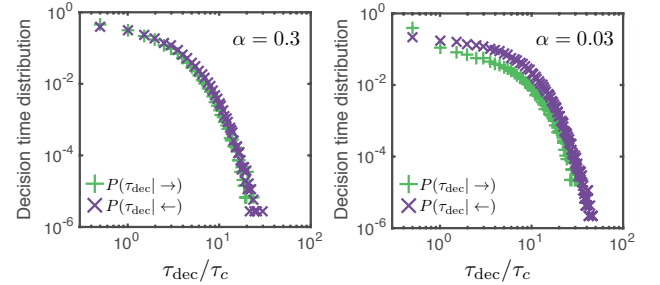 Decision time distribution
10^0
10^-2
10^-4
10^-6
α = 0.3
P(τ_dec| →)
P(τ_dec| ←)
10^0 10^1 10^2
τ_dec/τ_c
Decision time distribution
10^0
10^-2
10^-4
10^-6
α = 0.03
P(τ_dec| →)
P(τ_dec| ←)
10^0 10^1 10^2
τ_dec/τ_c